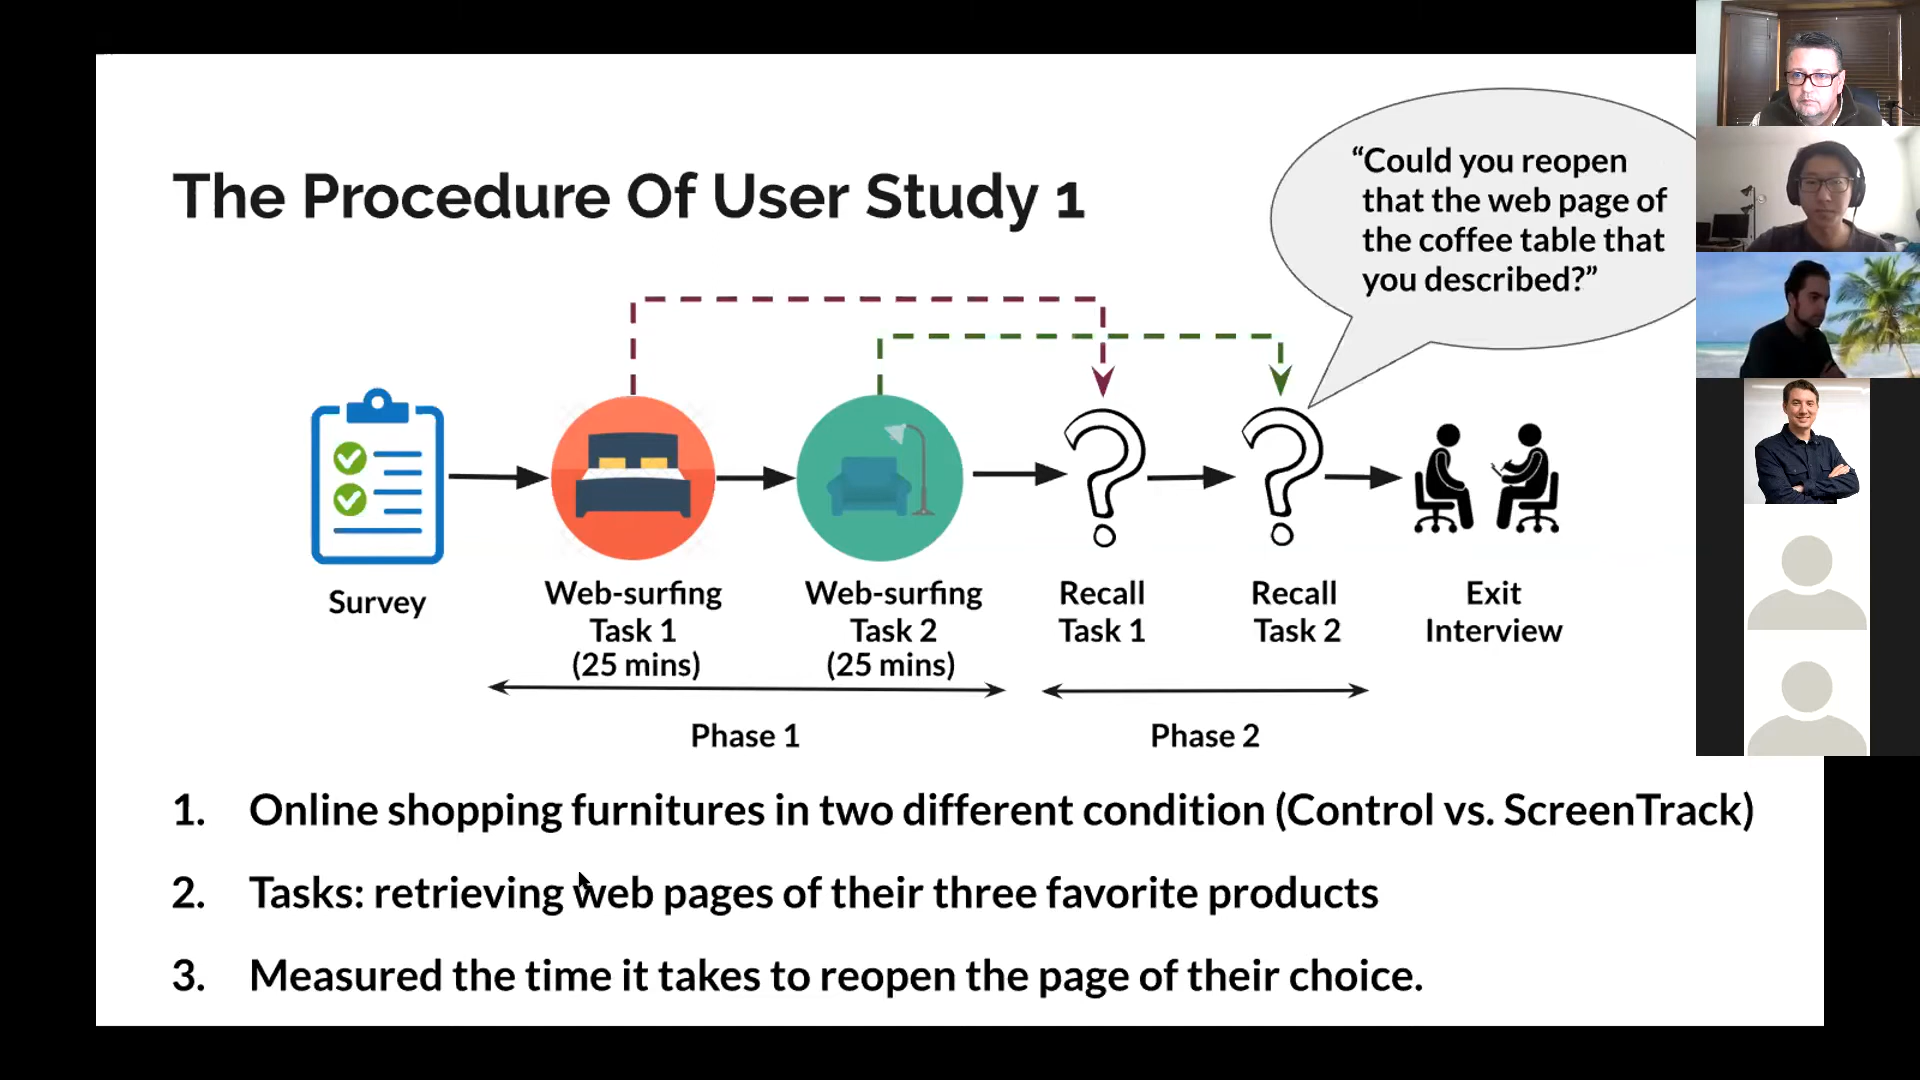 The Procedure Of User Study 1
“Could you reopen
that the web page of
the coffee table that
you described?”
Survey
Web-surfing
Task 1
(25 mins)
Web-surfing
Task 2
(25 mins)
Recall
Task 1
Recall
Task 2
Exit
Interview
Phase 1
Phase 2
1. Online shopping furnitures in two different condition (Control vs. ScreenTrack)
2. Tasks: retrieving web pages of their three favorite products
3. Measured the time it takes to reopen the page of their choice.